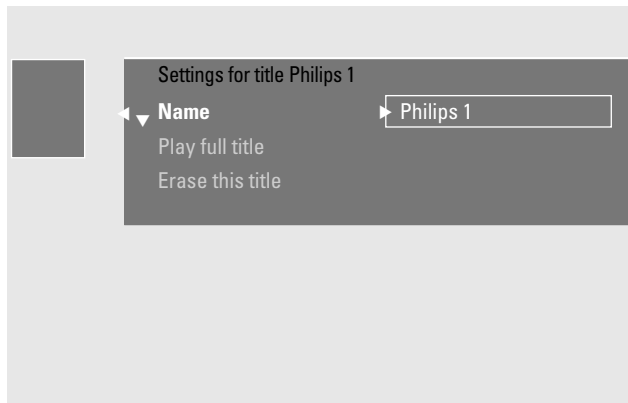 Settings for title Philips 1
Name Philips 1
Play full title
Erase this title